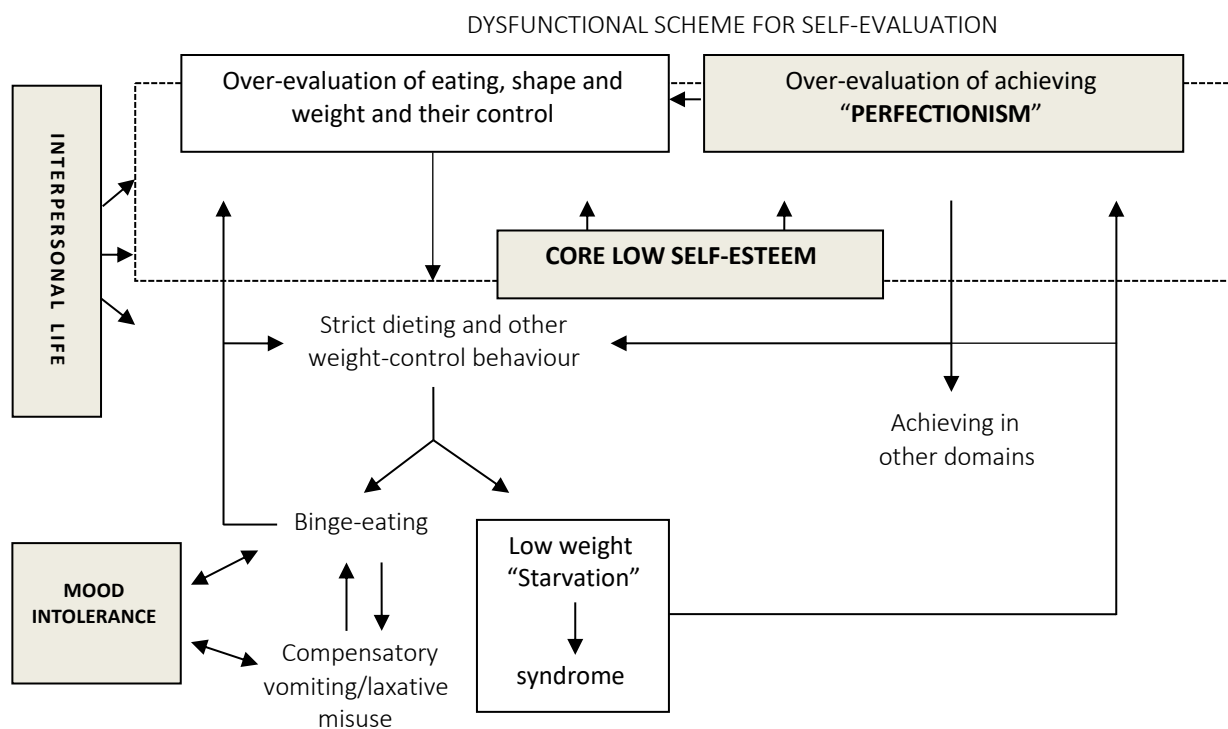 DYSFUNCTIONAL SCHEME FOR SELF-EVALUATION
Over-evaluation of eating, shape and
weight and their control
Over-evaluation of achieving
“PERFECTIONISM”
INTERPERSONAL LIFE
CORE LOW SELF-ESTEEM
Strict dieting and other
weight-control behaviour
Achieving in
other domains
Binge-eating
Low weight
“Starvation”
syndrome
MOOD
INTOLERANCE
Compensatory
vomiting/laxative
misuse